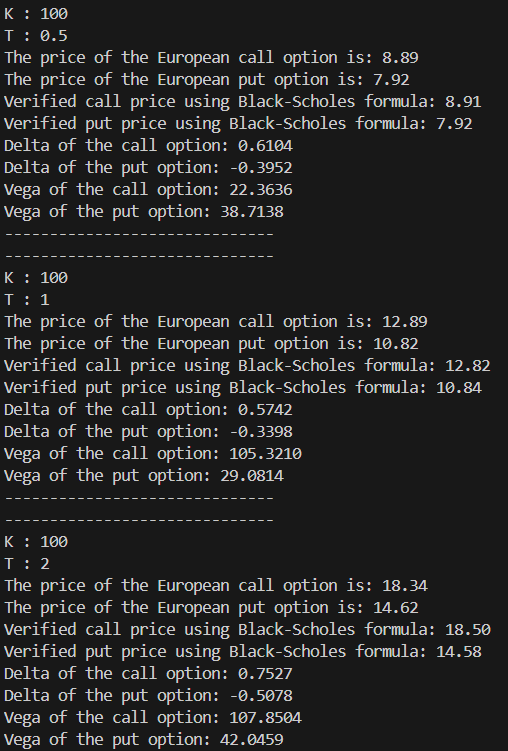 K : 100
T : 0.5
The price of the European call option is: 8.89
The price of the European put option is: 7.92
Verified call price using Black-Scholes formula: 8.91
Verified put price using Black-Scholes formula: 7.92
Delta of the call option: 0.6104
Delta of the put option: -0.3952
Vega of the call option: 22.3636
Vega of the put option: 38.7138
------------------------------
------------------------------
K : 100
T : 1
The price of the European call option is: 12.89
The price of the European put option is: 10.82
Verified call price using Black-Scholes formula: 12.82
Verified put price using Black-Scholes formula: 10.84
Delta of the call option: 0.5742
Delta of the put option: -0.3398
Vega of the call option: 105.3210
Vega of the put option: 29.0814
------------------------------
------------------------------
K : 100
T : 2
The price of the European call option is: 18.34
The price of the European put option is: 14.62
Verified call price using Black-Scholes formula: 18.50
Verified put price using Black-Scholes formula: 14.58
Delta of the call option: 0.7527
Delta of the put option: -0.5078
Vega of the call option: 107.8504
Vega of the put option: 42.0459